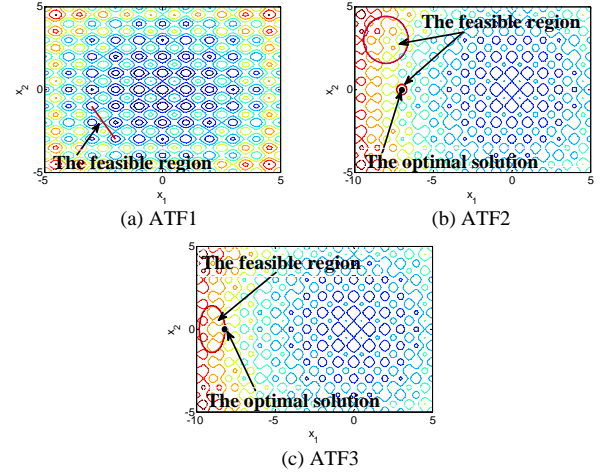 5
0
-5
-5
0
5
x2
x1
The feasible region
(a) ATF1
5
0
-5
-10
-5
0
5
x2
x1
The feasible region
The optimal solution
(b) ATF2
5
0
-5
-10
-5
0
5
x2
x1
The feasible region
The optimal solution
(c) ATF3